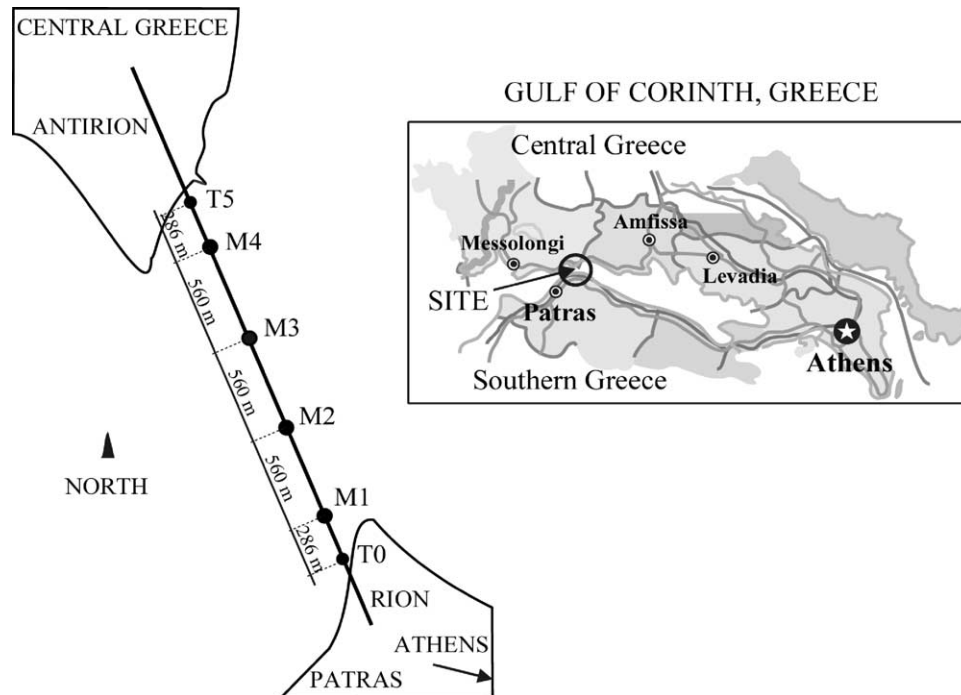 CENTRAL GREECE
ANTIRION
T5
286 m
M4
560 m
M3
560 m
M2
560 m
M1
286 m
T0
NORTH
RION
ATHENS
PATRAS
GULF OF CORINTH, GREECE
Central Greece
Amfissa
Messolongi
Levadia
SITE
Patras
Athens
Southern Greece